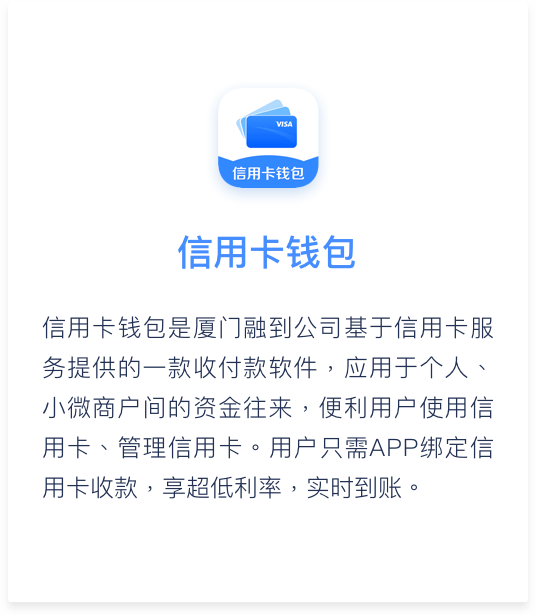 VISA
信用卡钱包
信用卡钱包
信用卡钱包是厦门融到公司基于信用卡服
务提供的一款收付款软件，应用于个人、
小微商户间的资金往来，便利用户使用信
用卡、管理信用卡。用户只需APP绑定信
用卡收款，享超低利率，实时到账。